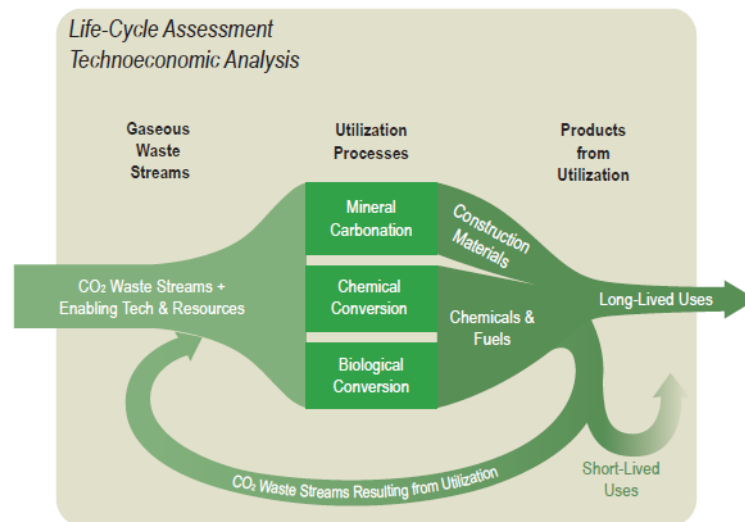 Life-Cycle Assessment
Technoeconomic Analysis
Gaseous
Waste
Streams
Utilization
Processes
Products
from
Utilization
CO₂ Waste Streams +
Enabling Tech & Resources
Mineral
Carbonation
Chemical
Conversion
Biological
Conversion
Construction
Materials
Chemicals &
Fuels
Long-Lived Uses
Short-Lived
Uses
CO₂ Waste Streams Resulting from Utilization